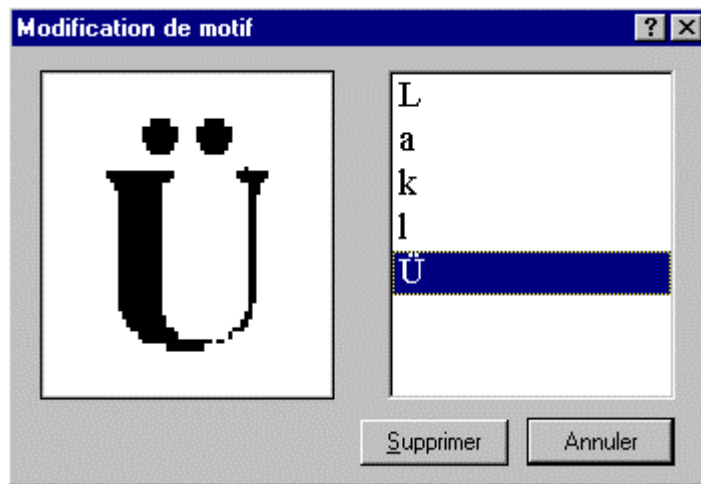 Modification de motif
Ü
L
a
k
l
Ü
Supprimer
Annuler